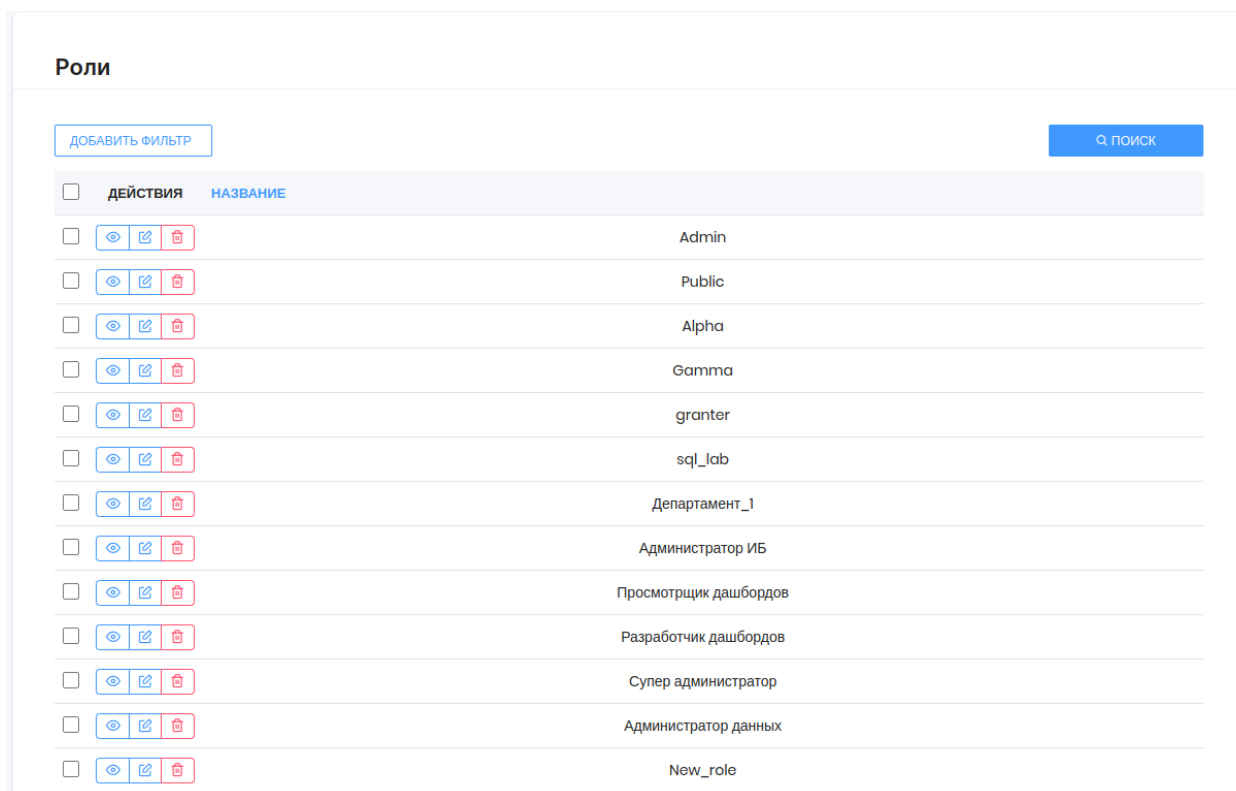 Роли
ДОБАВИТЬ ФИЛЬТР ПОИСК
ДЕЙСТВИЯ НАЗВАНИЕ
Admin
Public
Alpha
Gamma
granter
sql_lab
Департамент_1
Администратор ИБ
Просмотрщик дашбордов
Разработчик дашбордов
Супер администратор
Администратор данных
New_role